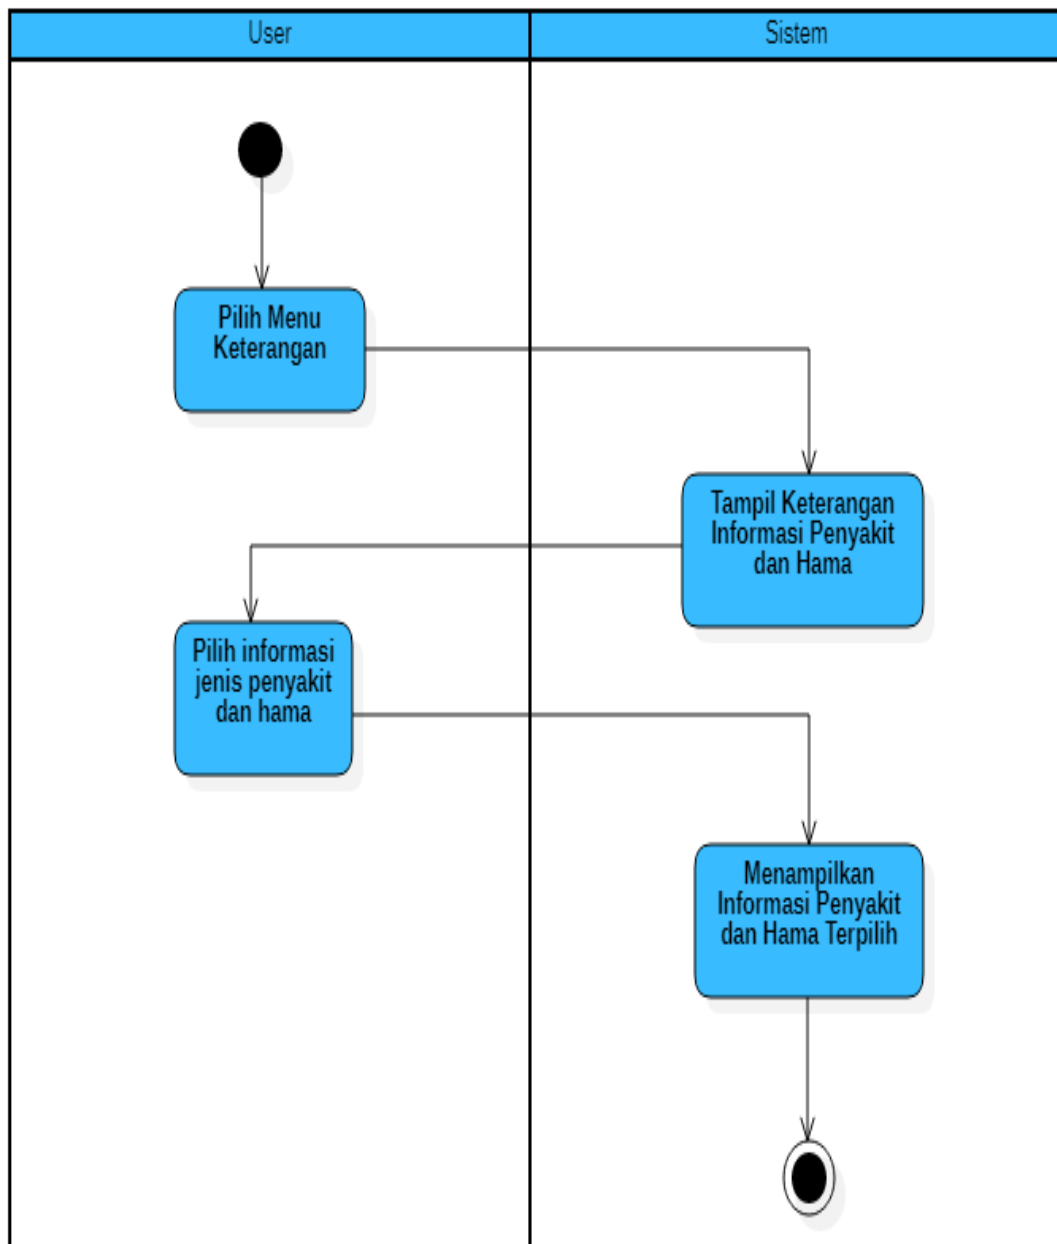 User
Sistem
Pilih Menu
Keterangan
Tampil Keterangan
Informasi Penyakit
dan Hama
Pilih informasi
jenis penyakit
dan hama
Menampilkan
Informasi Penyakit
dan Hama Terpilih